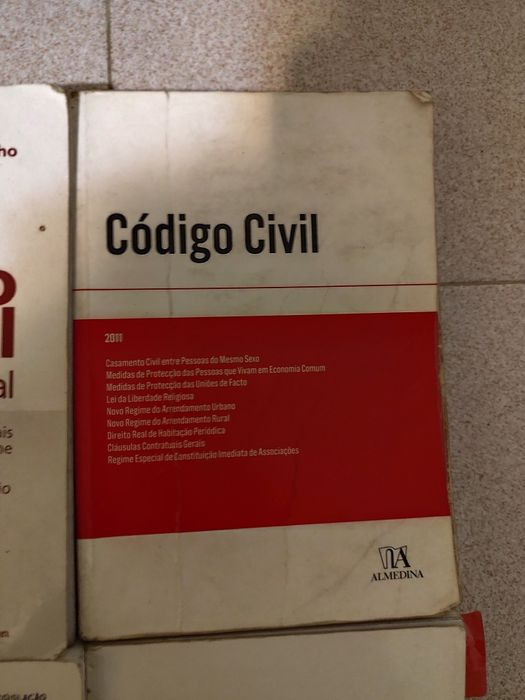 Código Civil
2011
Casamento Civil entre Pessoas do Mesmo Sexo
Medidas de Protecção das Pessoas que Vivam em Economia Comum
Medidas de Protecção das Uniões de Facto
Lei da Liberdade Religiosa
Novo Regime do Arrendamento Urbano
Novo Regime do Arrendamento Rural
Direito Real de Habitação Periódica
Cláusulas Contratuais Gerais
Regime Especial de Constituição Imediata de Associações
ALMEDINA